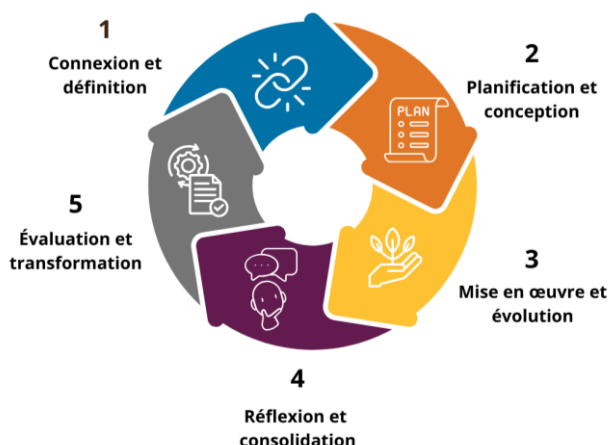 1
Connexion et
définition
2
Planification et
conception
PLAN
3
Mise en œuvre et
évolution
4
Réflexion et
consolidation
5
Évaluation et
transformation